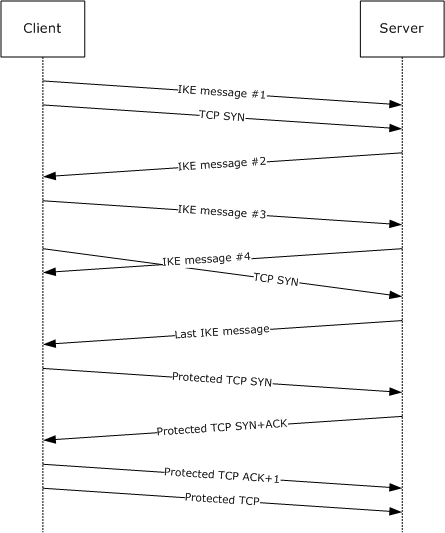 Client
Server
IKE message #1
TCP SYN
IKE message #2
IKE message #3
IKE message #4
TCP SYN
Last IKE message
Protected TCP SYN
Protected TCP SYN+ACK
Protected TCP ACK+1
Protected TCP